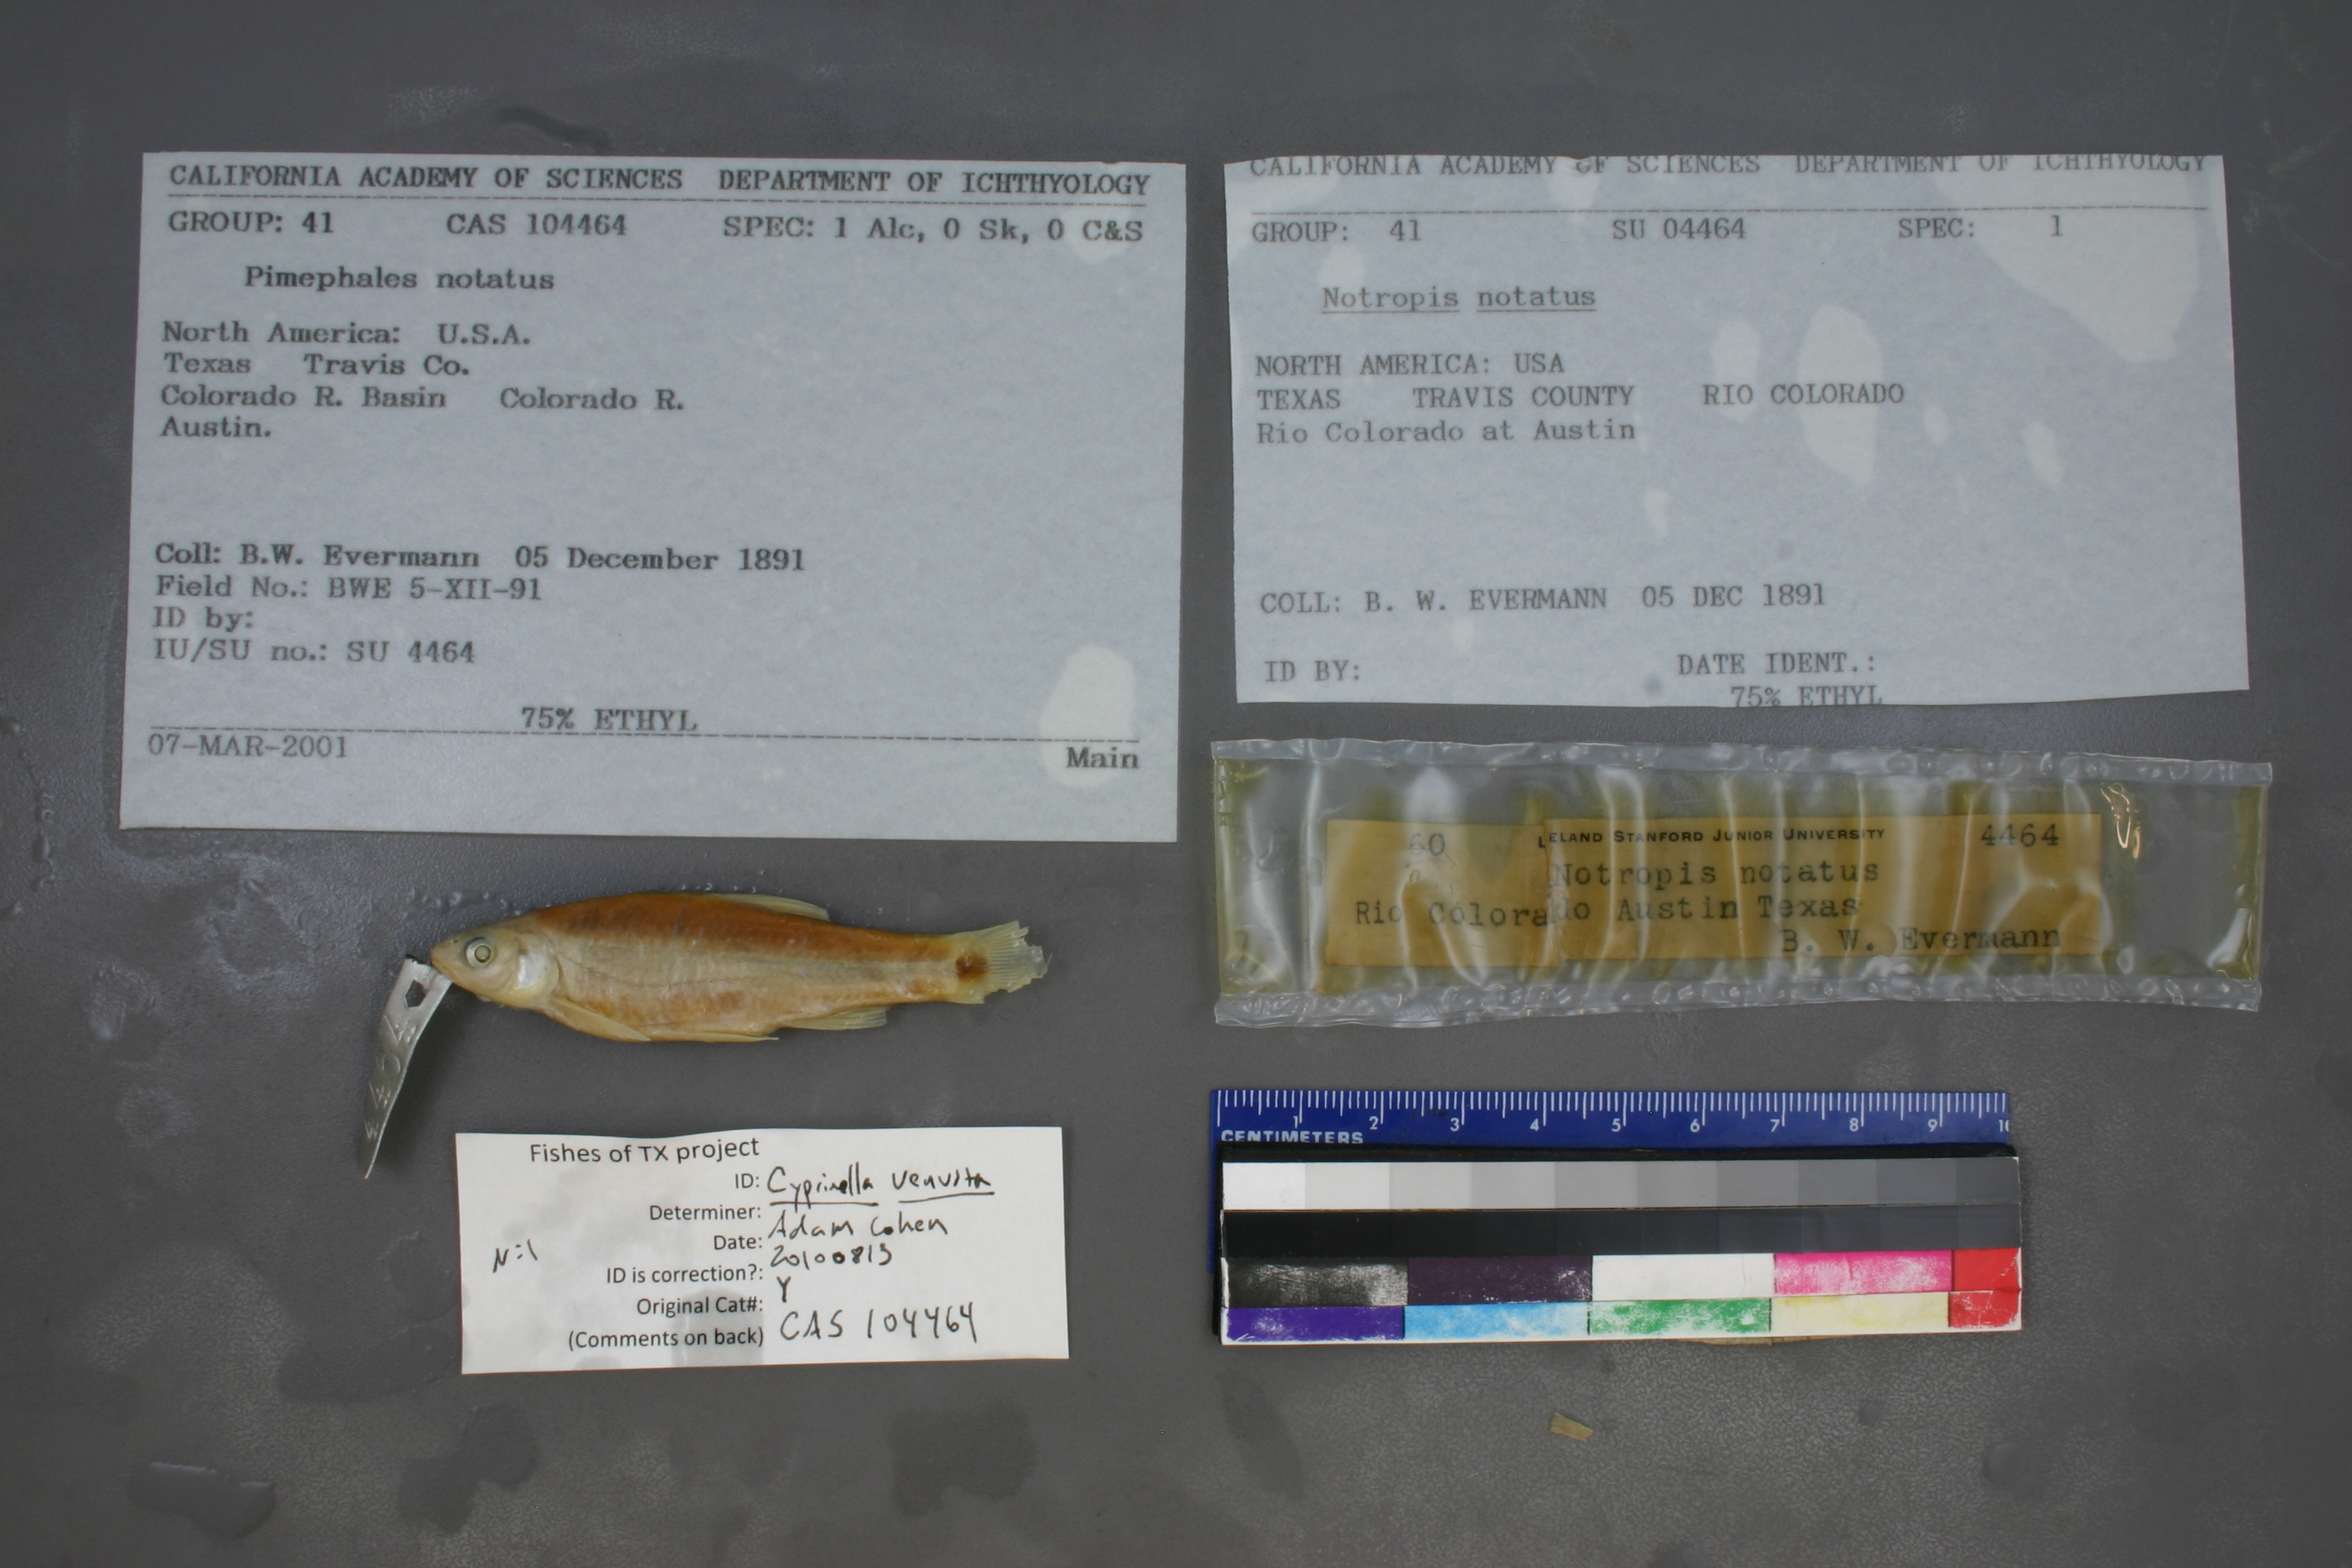 CALIFORNIA ACADEMY OF SCIENCES DEPARTMENT OF ICHTHYOLOGY
GROUP: 41 CAS 104464 SPEC: 1 Alc, 0 Sk, 0 C&S
Pimephales notatus
North America: U.S.A.
Texas Travis Co.
Colorado R. Basin Colorado R.
Austin.
Coll: B.W. Evermann 05 December 1891
Field No.: BWE 5-XII-91
ID by:
IU/SU no.: SU 4464
75% ETHYL
07-MAR-2001 Main
CALIFORNIA ACADEMY OF SCIENCES DEPARTMENT OF ICHTHYOLOGY
GROUP: 41 SU 04464 SPEC: 1
Notropis notatus
NORTH AMERICA: USA
TEXAS TRAVIS COUNTY RIO COLORADO
Rio Colorado at Austin
COLL: B. W. EVERMANN 05 DEC 1891
ID BY: DATE IDENT.:
75% ETHYL
60 LELAND STANFORD JUNIOR UNIVERSITY 4464
Notropis notatus
Rio Colorado Austin Texas
B. W. Evermann
Fishes of TX project
ID: Cyprinella venusta
Determiner: Adam Cohen
Date: 20100813
N=1
ID is correction?: Y
Original Cat#: CAS 104464
(Comments on back)
1 2 3 4 5 6 7 8 9 10
CENTIMETERS